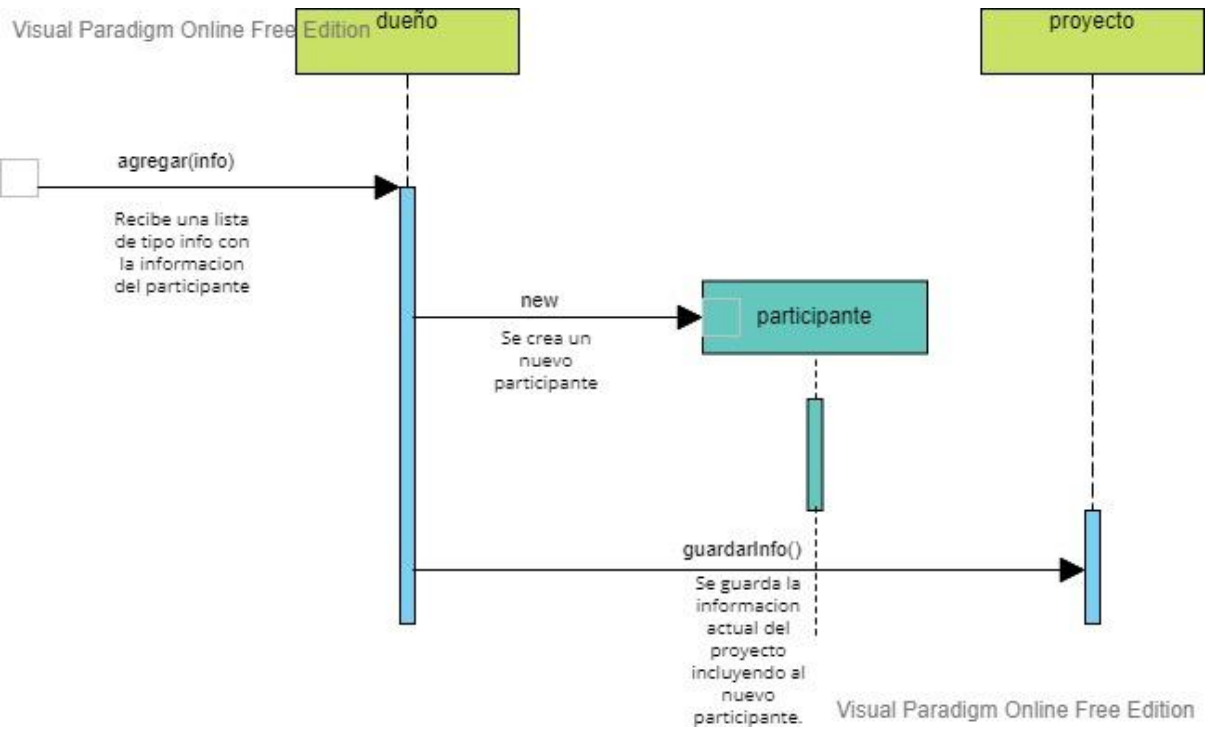 Visual Paradigm Online Free Edition
dueño
proyecto
agregar(info)
Recibe una lista
de tipo info con
la informacion
del participante
new
Se crea un
nuevo
participante
participante
guardarInfo()
Se guarda la
informacion
actual del
proyecto
incluyendo al
nuevo
participante.
Visual Paradigm Online Free Edition